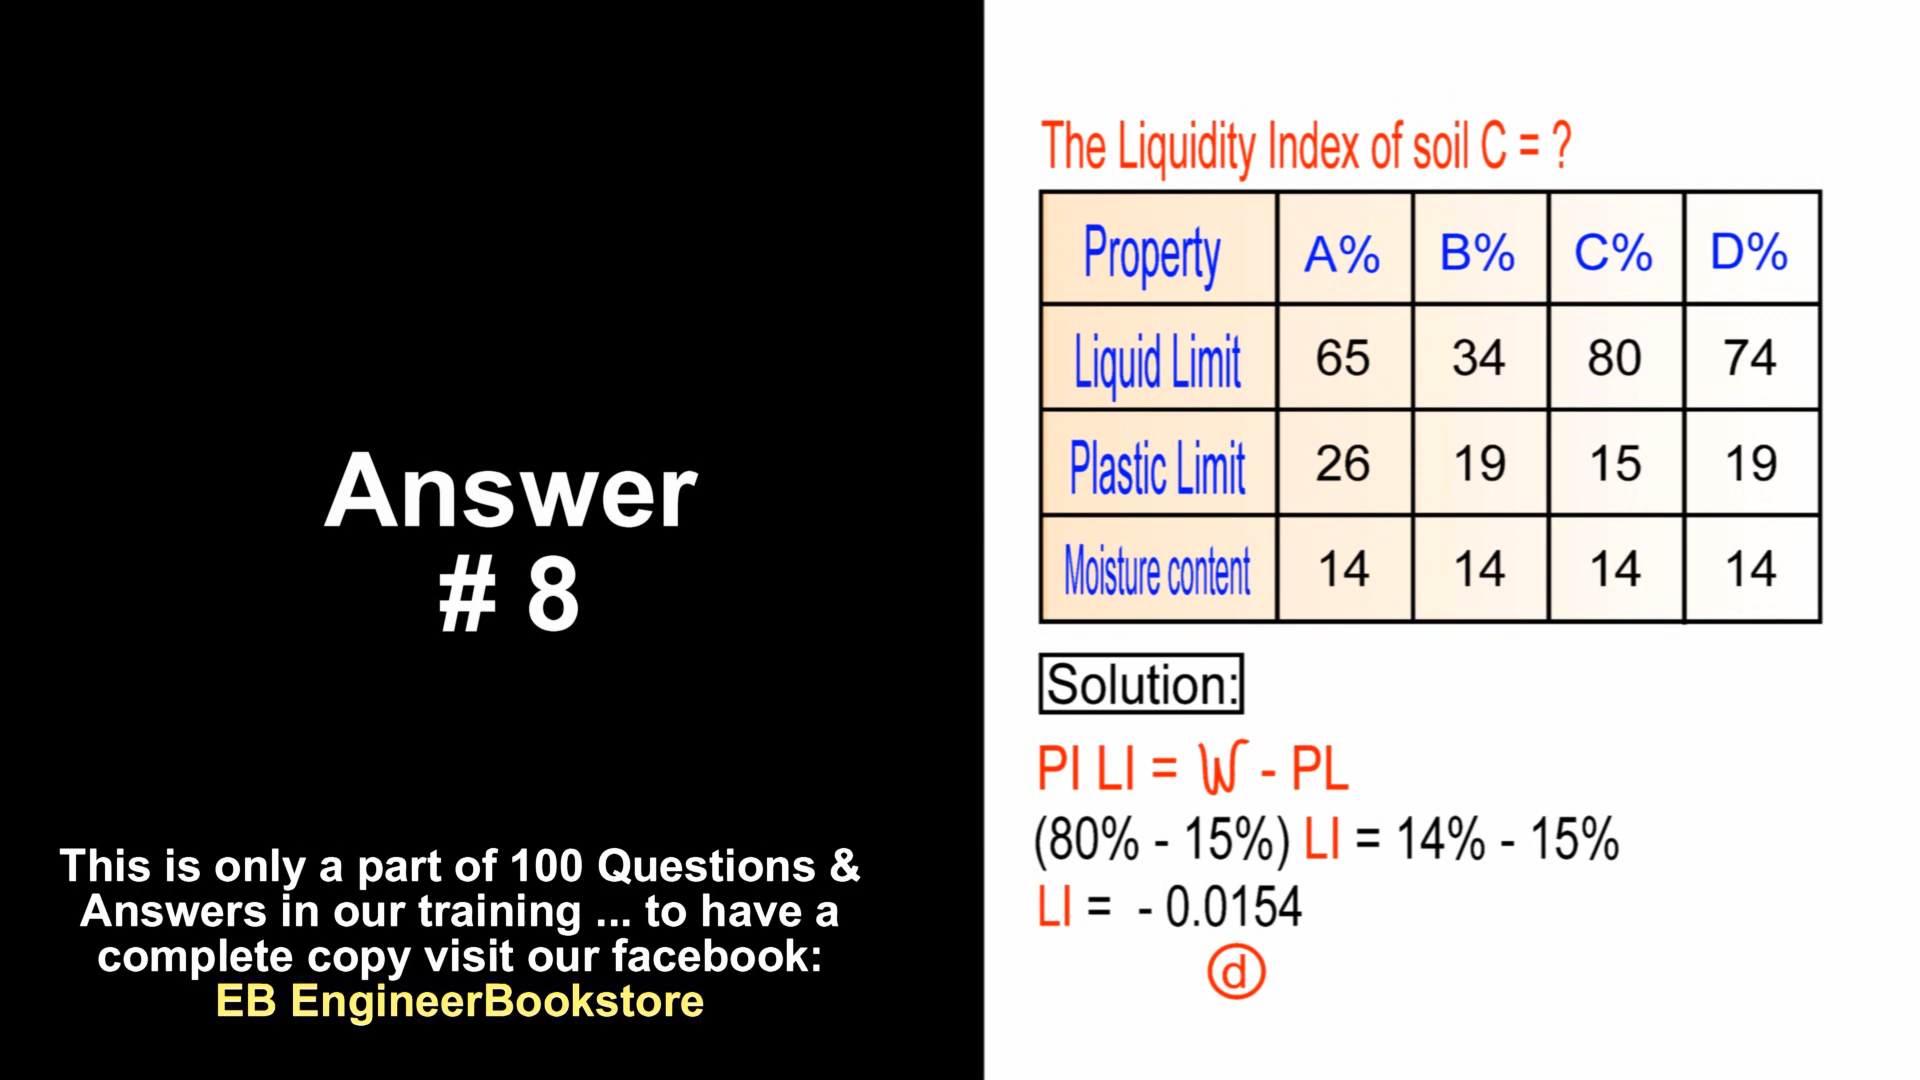 Answer
# 8
This is only a part of 100 Questions &
Answers in our training ... to have a
complete copy visit our facebook:
EB EngineerBookstore
The Liquidity Index of soil C = ?
Property A% B% C% D%
Liquid Limit 65 34 80 74
Plastic Limit 26 19 15 19
Moisture content 14 14 14 14
Solution:
PI LI = W - PL
(80% - 15%) LI = 14% - 15%
LI = - 0.0154
d